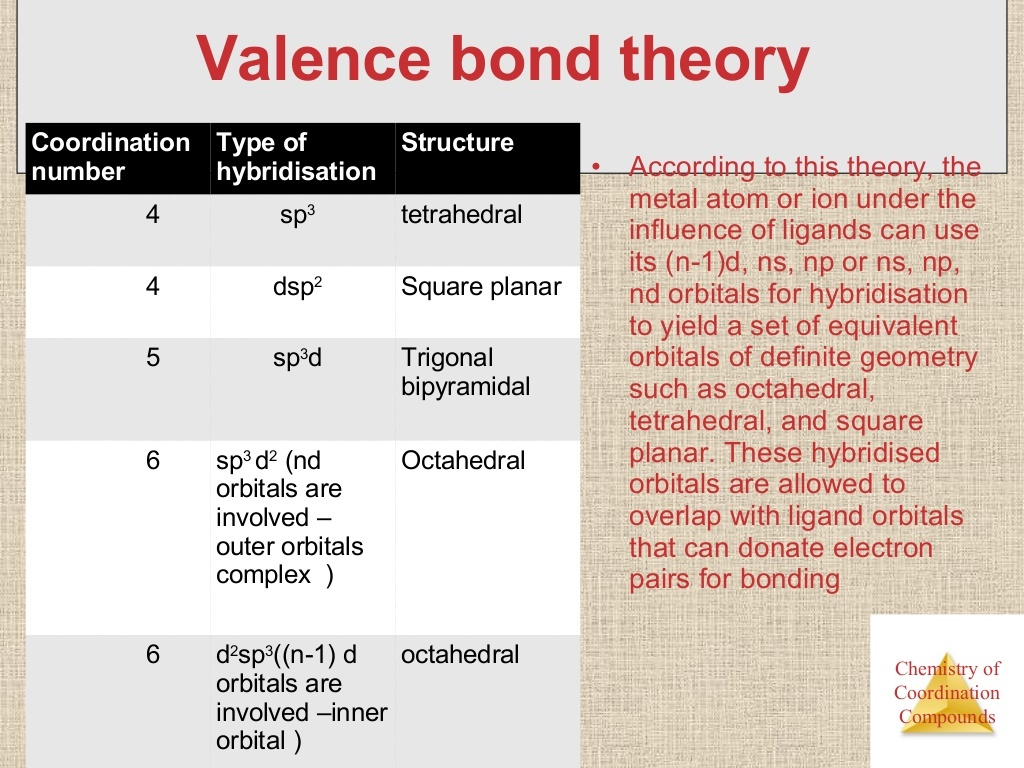 Valence bond theory
Coordination number
Type of hybridisation
Structure
4
sp³
tetrahedral
4
dsp²
Square planar
5
sp³d
Trigonal
bipyramidal
6
sp³ d² (nd
orbitals are
involved –
outer orbitals
complex )
Octahedral
6
d²sp³((n-1) d
orbitals are
involved –inner
orbital )
octahedral
• According to this theory, the
metal atom or ion under the
influence of ligands can use
its (n-1)d, ns, np or ns, np,
nd orbitals for hybridisation
to yield a set of equivalent
orbitals of definite geometry
such as octahedral,
tetrahedral, and square
planar. These hybridised
orbitals are allowed to
overlap with ligand orbitals
that can donate electron
pairs for bonding
Chemistry of
Coordination
Compounds